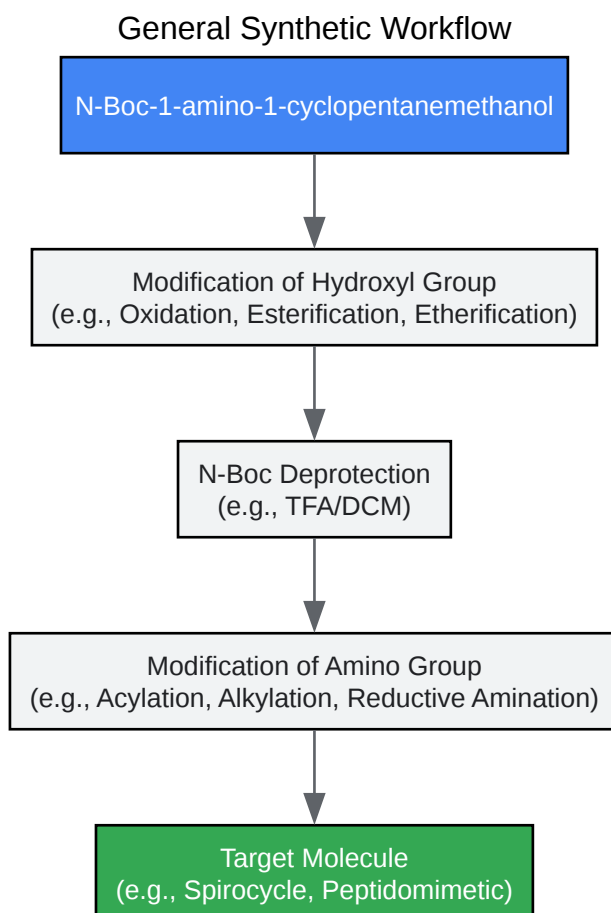 General Synthetic Workflow
N-Boc-1-amino-1-cyclopentanemethanol
Modification of Hydroxyl Group
(e.g., Oxidation, Esterification, Etherification)
N-Boc Deprotection
(e.g., TFA/DCM)
Modification of Amino Group
(e.g., Acylation, Alkylation, Reductive Amination)
Target Molecule
(e.g., Spirocycle, Peptidomimetic)